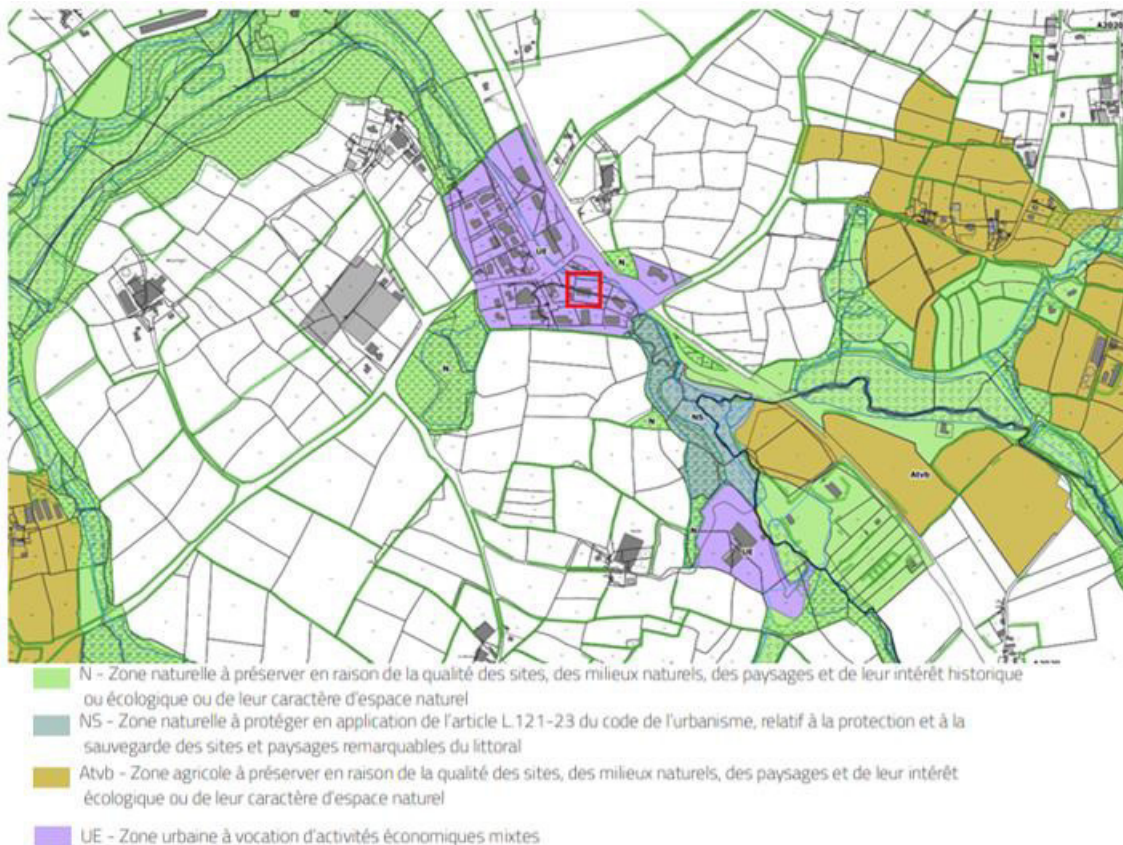 UE
N
N
N
NS
Atvb
N
UE
N - Zone naturelle à préserver en raison de la qualité des sites, des milieux naturels, des paysages et de leur intérêt historique
ou écologique ou de leur caractère d'espace naturel
NS - Zone naturelle à protéger en application de l'article L.121-23 du code de l'urbanisme, relatif à la protection et à la
sauvegarde des sites et paysages remarquables du littoral
Atvb - Zone agricole à préserver en raison de la qualité des sites, des milieux naturels, des paysages et de leur intérêt
écologique ou de leur caractère d'espace naturel
UE - Zone urbaine à vocation d'activités économiques mixtes